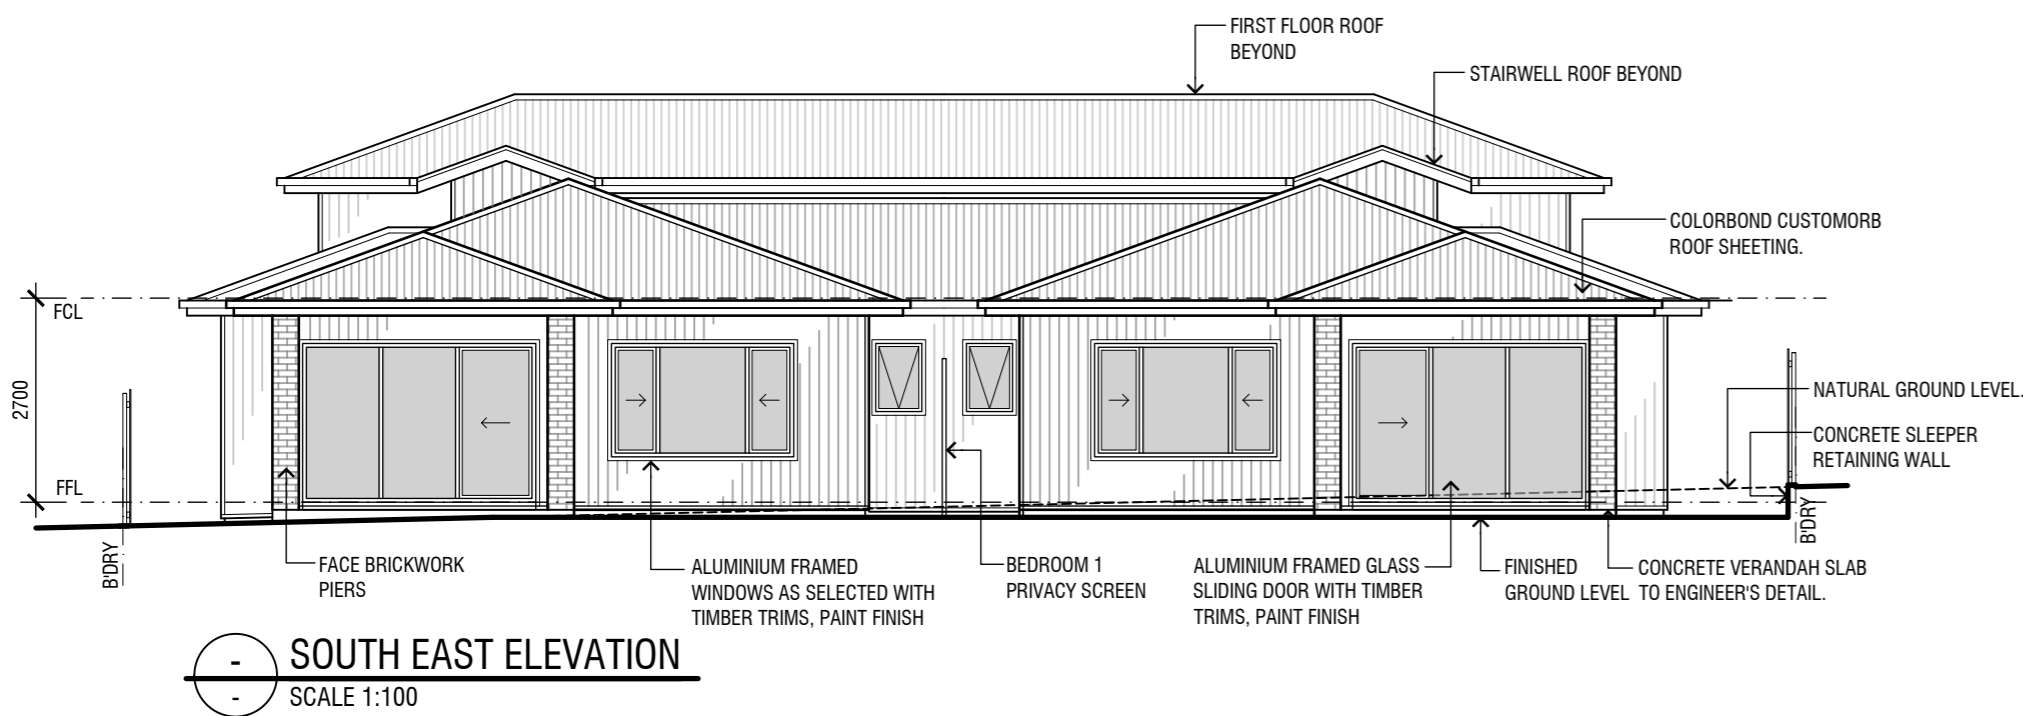 FIRST FLOOR ROOF
BEYOND
STAIRWELL ROOF BEYOND
COLORBOND CUSTOMORB
ROOF SHEETING.
FCL
2700
FFL
NATURAL GROUND LEVEL.
CONCRETE SLEEPER
RETAINING WALL
B'DRY
B'DRY
FACE BRICKWORK
PIERS
ALUMINIUM FRAMED
WINDOWS AS SELECTED WITH
TIMBER TRIMS, PAINT FINISH
BEDROOM 1
PRIVACY SCREEN
ALUMINIUM FRAMED GLASS
SLIDING DOOR WITH TIMBER
TRIMS, PAINT FINISH
FINISHED
GROUND LEVEL
CONCRETE VERANDAH SLAB
TO ENGINEER'S DETAIL.
-
SOUTH EAST ELEVATION
-
SCALE 1:100